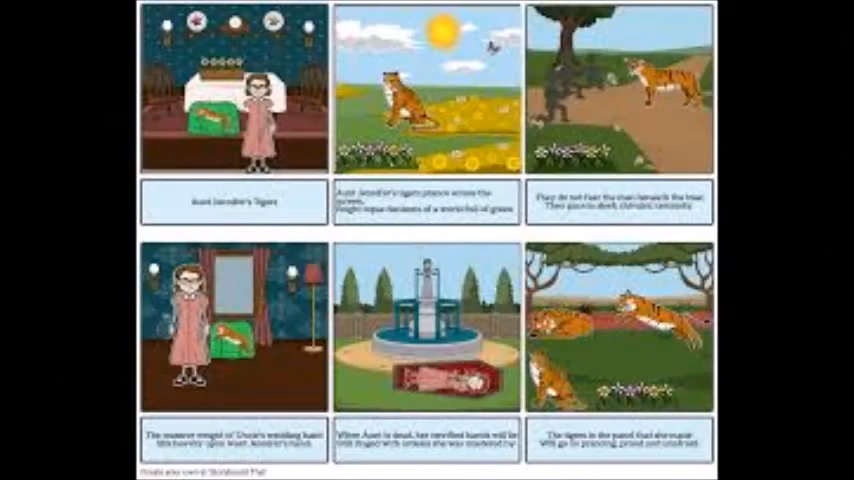 Aunt Jennifer's Tigers
Aunt Jennifer's tigers prance across the
screen,
Bright topaz denizens of a world full of green.
They do not fear the men beneath the tree;
They pace in sleek chivalric certainty.
The massive weight of Uncle's wedding band
Sits heavily upon Aunt Jennifer's hand.
When Aunt is dead, her terrified hands will lie
Still ringed with ordeals she was mastered by.
The tigers in the panel that she made
Will go on prancing, proud and unafraid.
Create your own at Storyboard That